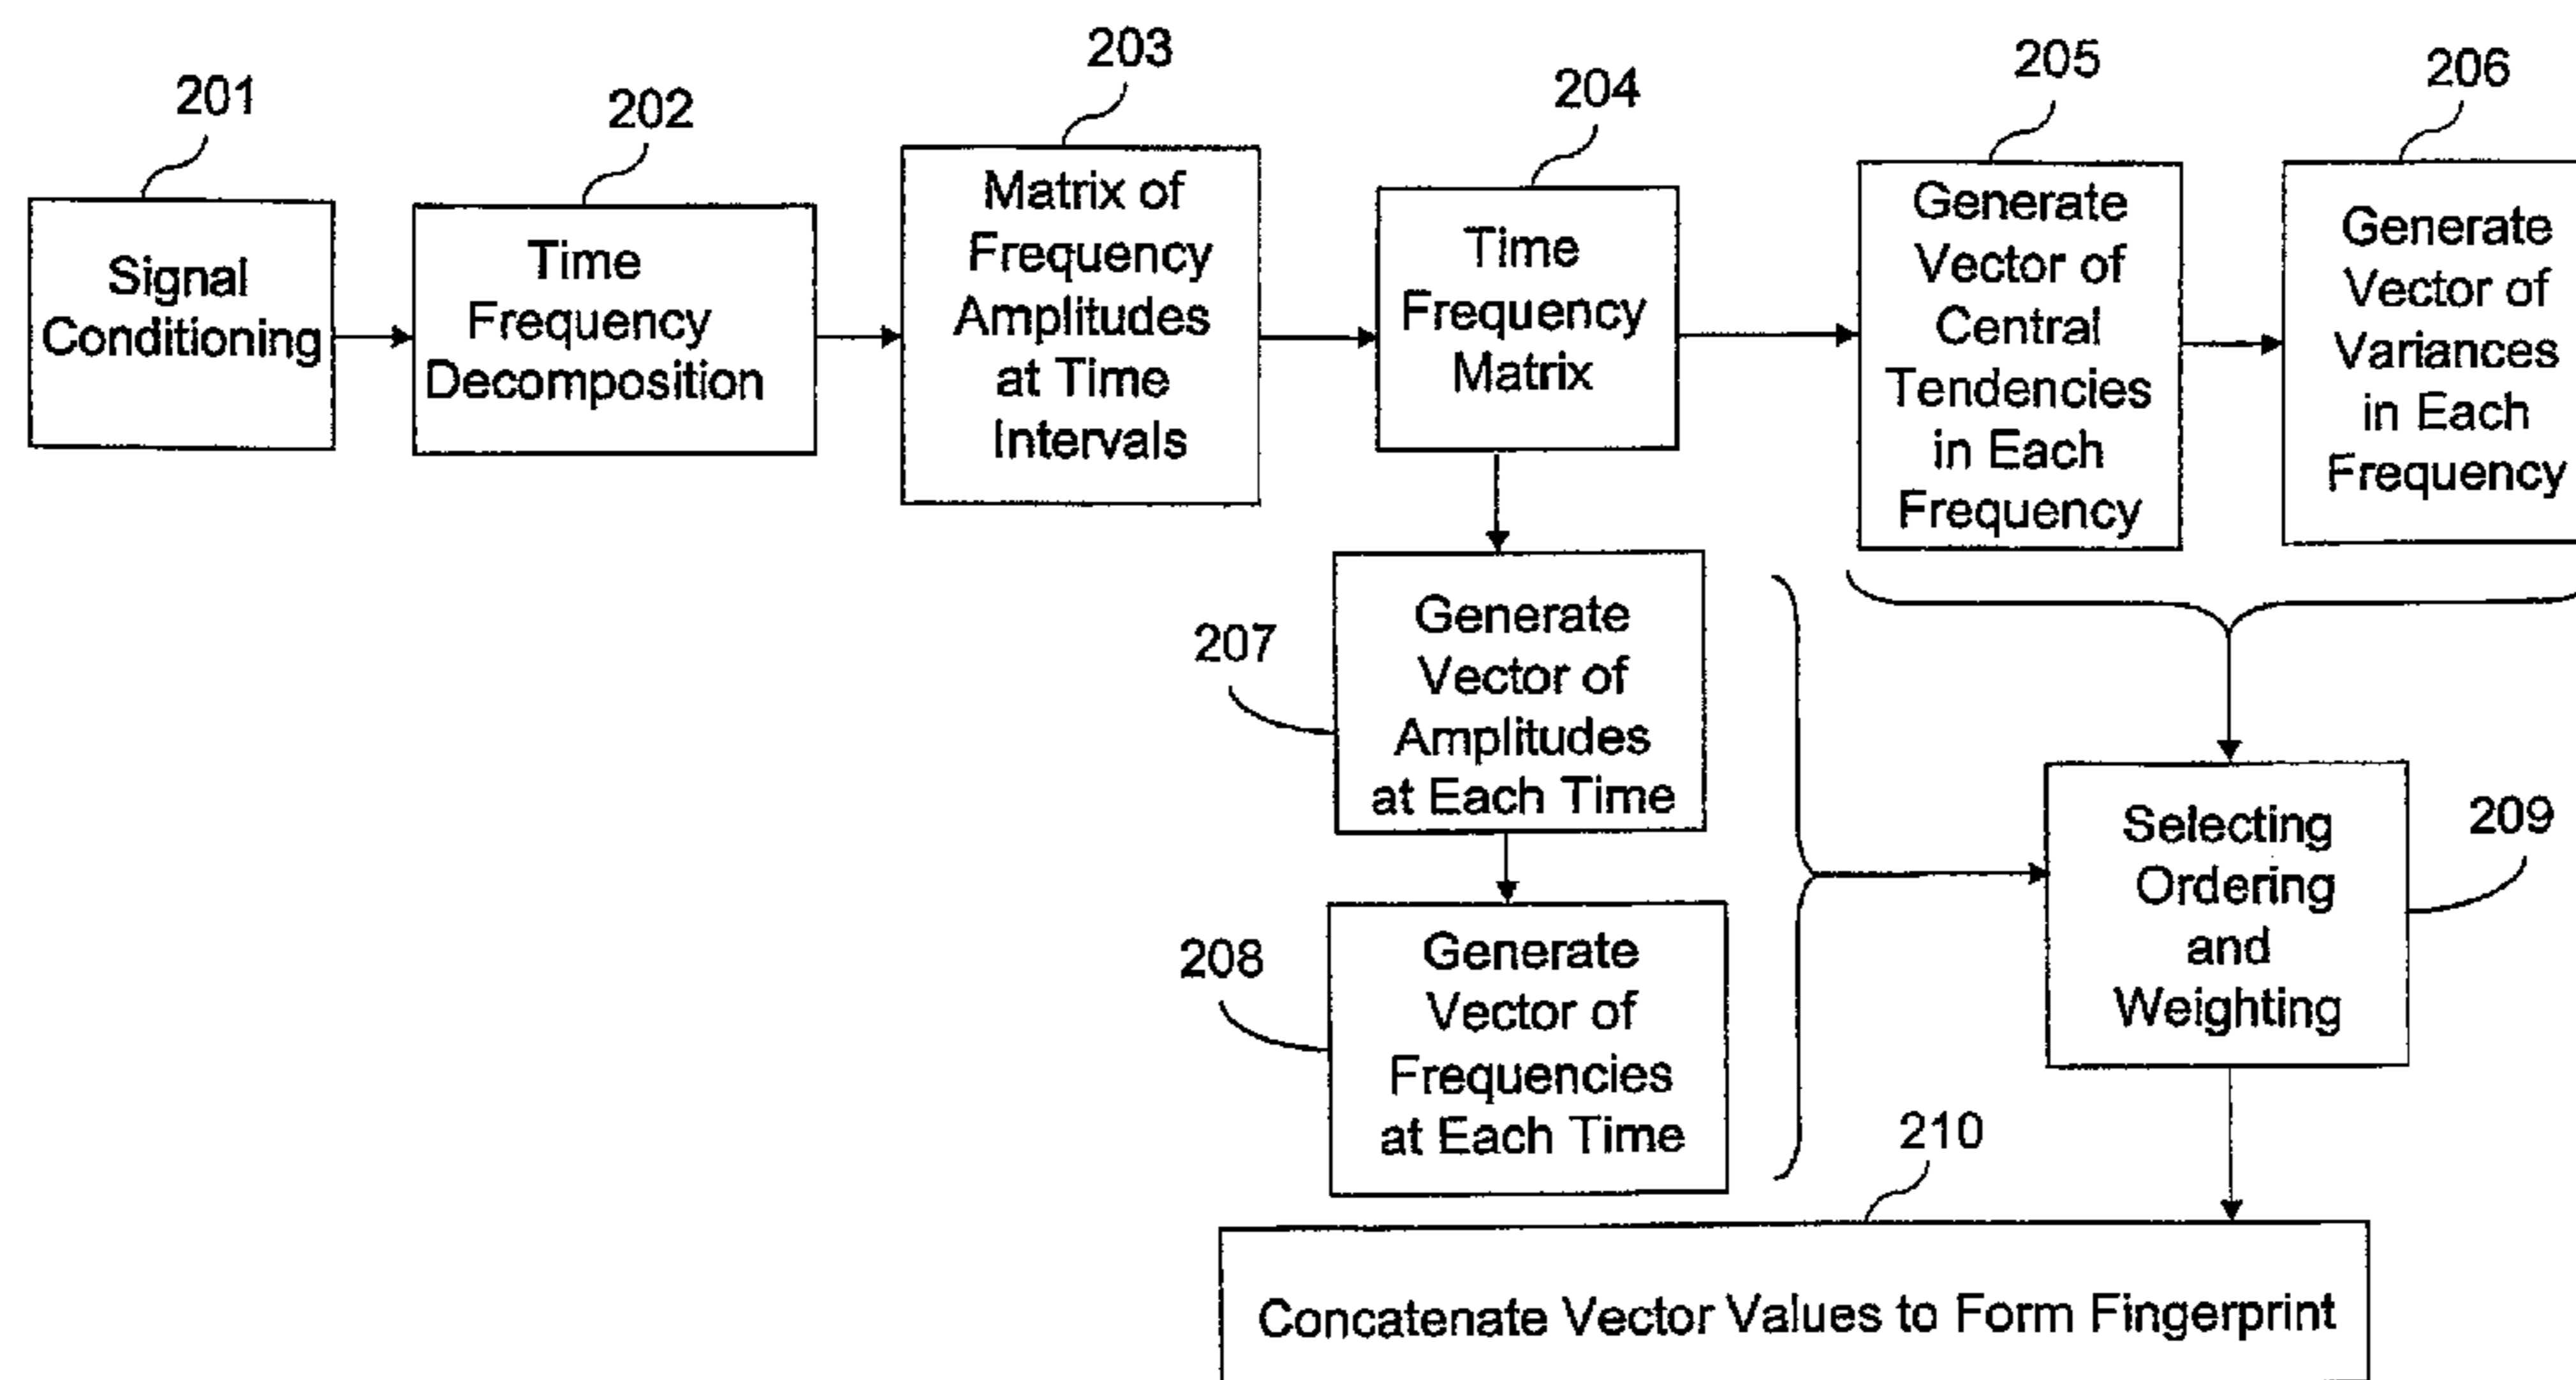 201
Signal
Conditioning
202
Time
Frequency
Decomposition
203
Matrix of
Frequency
Amplitudes
at Time
Intervals
204
Time
Frequency
Matrix
205
Generate
Vector of
Central
Tendencies
in Each
Frequency
206
Generate
Vector of
Variances
in Each
Frequency
207
Generate
Vector of
Amplitudes
at Each Time
208
Generate
Vector of
Frequencies
at Each Time
209
Selecting
Ordering
and
Weighting
210
Concatenate Vector Values to Form Fingerprint